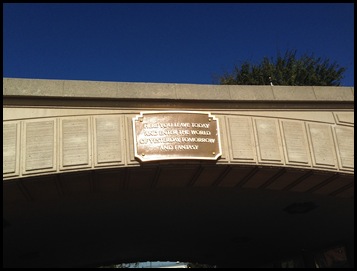 HERE YOU LEAVE TODAY
AND ENTER THE WORLD
OF YESTERDAY, TOMORROW
AND FANTASY